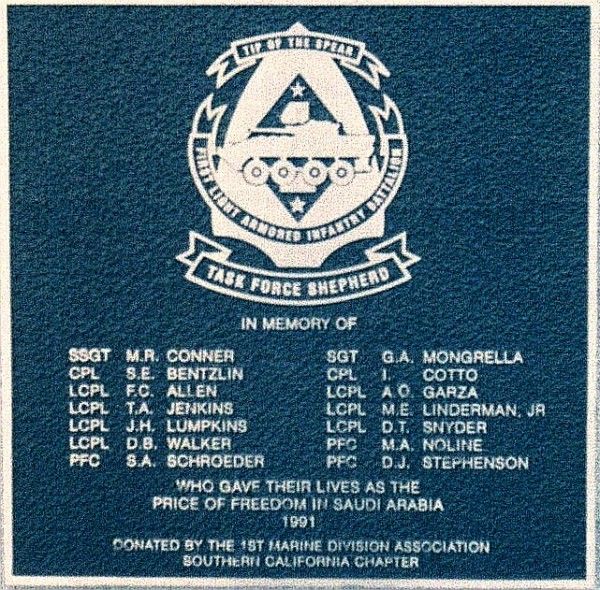 TIP OF THE SPEAR
FIRST LIGHT ARMORED INFANTRY BATTALION
TASK FORCE SHEPHERD
IN MEMORY OF
SSGT M.R. CONNER SGT G.A. MONGRELLA
CPL S.E. BENTZLIN CPL I. COTTO
LCPL F.C. ALLEN LCPL A.O. GARZA
LCPL T.A. JENKINS LCPL M.E. LINDERMAN, JR
LCPL J.H. LUMPKINS LCPL D.T. SNYDER
LCPL D.B. WALKER PFC M.A. NOLINE
PFC S.A. SCHROEDER PFC D.J. STEPHENSON
WHO GAVE THEIR LIVES AS THE
PRICE OF FREEDOM IN SAUDI ARABIA
1991
DONATED BY THE 1ST MARINE DIVISION ASSOCIATION
SOUTHERN CALIFORNIA CHAPTER